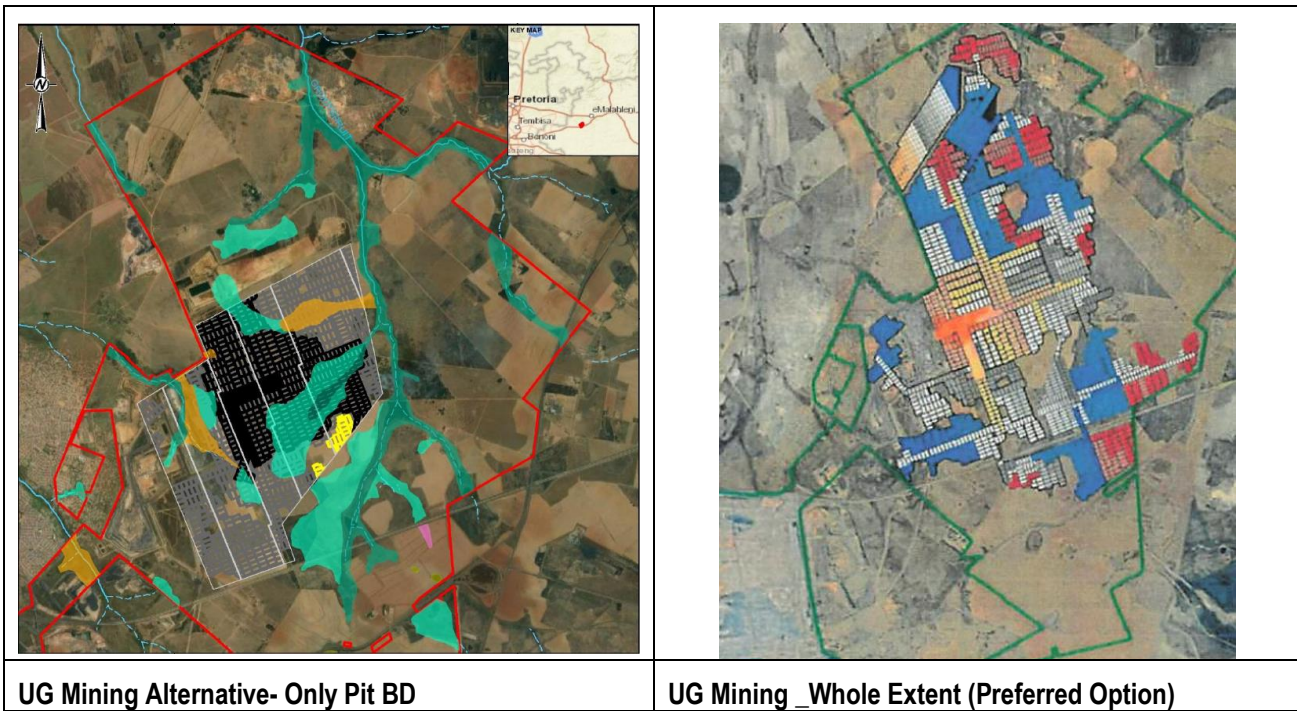 KEY MAP
Pretoria
eMalahleni
Tembisa
Benoni
N
UG Mining Alternative- Only Pit BD
UG Mining _Whole Extent (Preferred Option)